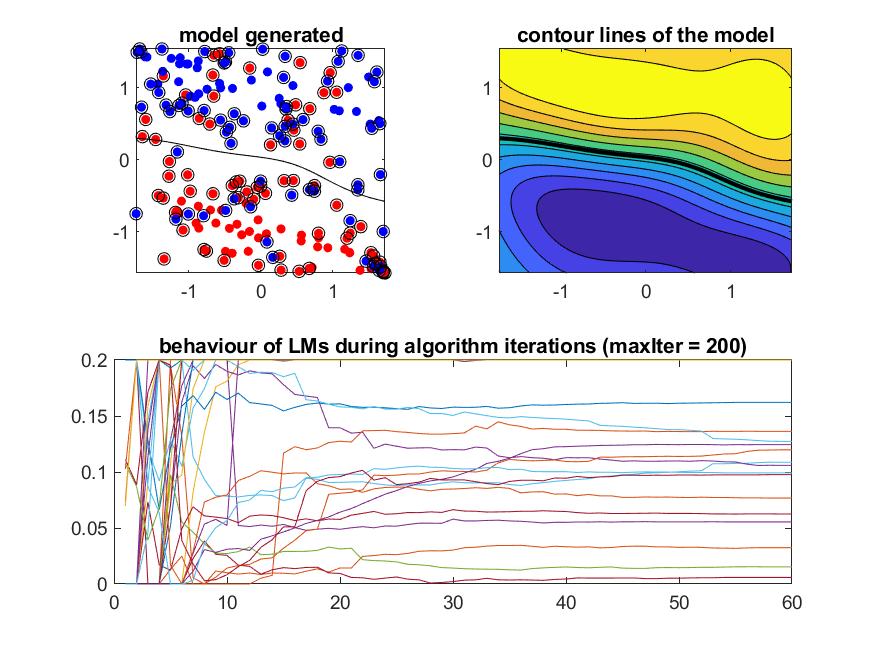 model generated
contour lines of the model
1
0
-1
-1 0 1
1
0
-1
-1 0 1
behaviour of LMs during algorithm iterations (maxIter = 200)
0.2
0.15
0.1
0.05
0
0 10 20 30 40 50 60